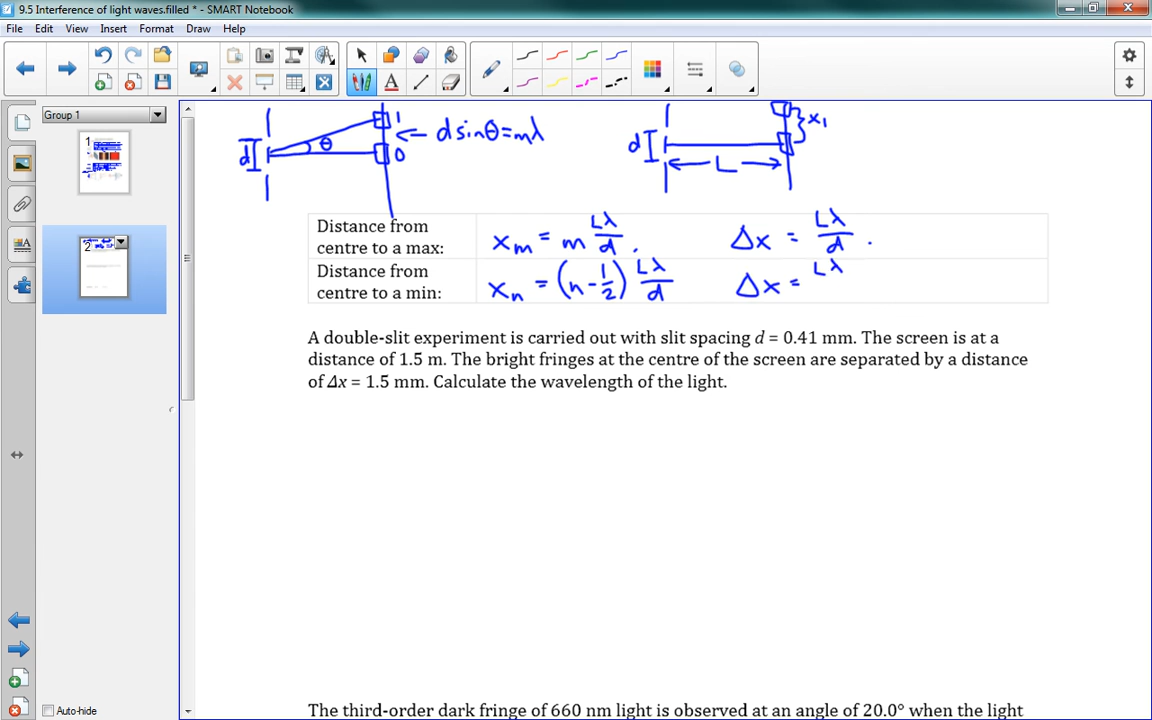 9.5 Interference of light waves.filled * - SMART Notebook
File Edit View Insert Format Draw Help
Group 1
1
2
Auto-hide
d θ 1 0 ← d sinθ = mλ
d L x₁
Distance from centre to a max: xₘ = m Lλ/d . Δx = Lλ/d .
Distance from centre to a min: xₙ = (n - 1/2) Lλ/d Δx = Lλ
A double-slit experiment is carried out with slit spacing d = 0.41 mm. The screen is at a
distance of 1.5 m. The bright fringes at the centre of the screen are separated by a distance
of Δx = 1.5 mm. Calculate the wavelength of the light.
The third-order dark fringe of 660 nm light is observed at an angle of 20.0° when the light